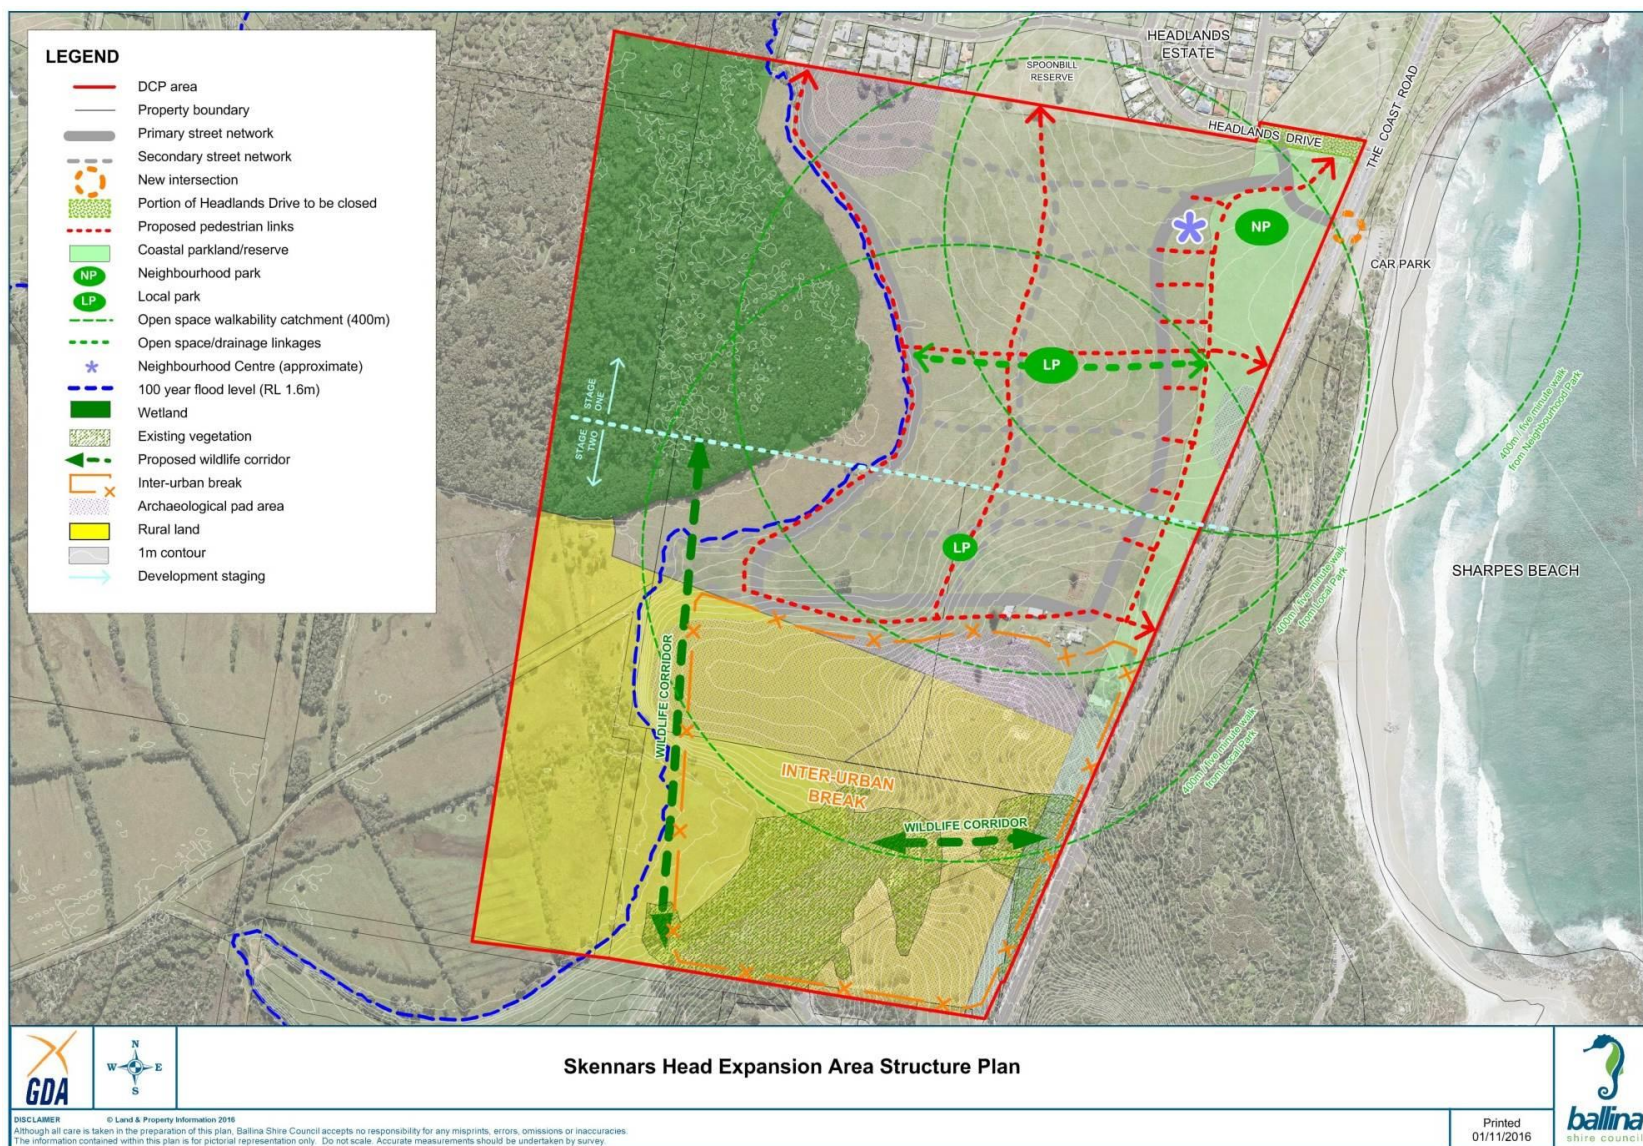 LEGEND
DCP area
Property boundary
Primary street network
Secondary street network
New intersection
Portion of Headlands Drive to be closed
Proposed pedestrian links
Coastal parkland/reserve
NP
Neighbourhood park
LP
Local park
Open space walkability catchment (400m)
Open space/drainage linkages
Neighbourhood Centre (approximate)
100 year flood level (RL 1.6m)
Wetland
Existing vegetation
Proposed wildlife corridor
Inter-urban break
Archaeological pad area
Rural land
1m contour
Development staging
HEADLANDS
ESTATE
SPOONBILL
RESERVE
HEADLANDS DRIVE
THE COAST ROAD
NP
CAR PARK
LP
STAGE
ONE
STAGE
TWO
400m / five minute walk
from Neighbourhood Park
LP
SHARPES BEACH
400m / five minute walk
from Local Park
WILDLIFE CORRIDOR
400m / five minute walk
from Local Park
INTER-URBAN
BREAK
WILDLIFE CORRIDOR
GDA
N
W E
S
Skennars Head Expansion Area Structure Plan
ballina
shire council
DISCLAIMER © Land & Property Information 2016
Although all care is taken in the preparation of this plan, Ballina Shire Council accepts no responsibility for any misprints, errors, omissions or inaccuracies.
The information contained within this plan is for pictorial representation only. Do not scale. Accurate measurements should be undertaken by survey.
Printed
01/11/2016